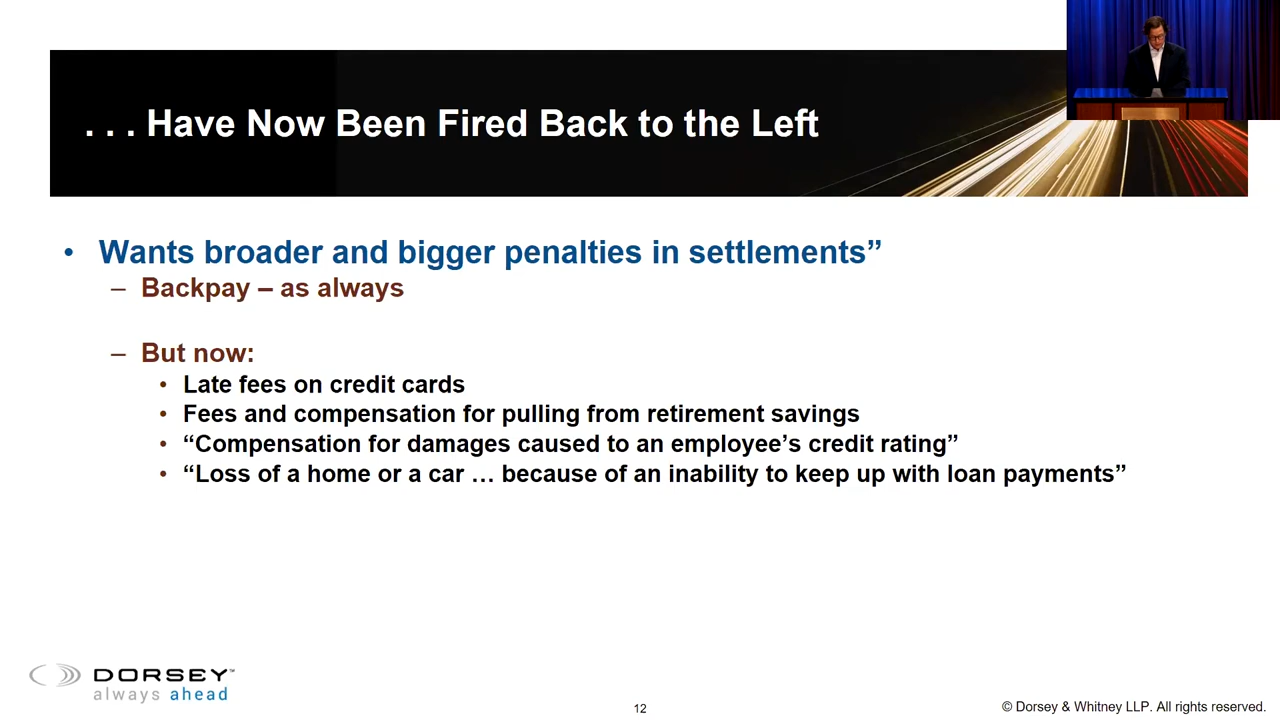 . . . Have Now Been Fired Back to the Left
• Wants broader and bigger penalties in settlements”
– Backpay – as always
– But now:
• Late fees on credit cards
• Fees and compensation for pulling from retirement savings
• “Compensation for damages caused to an employee’s credit rating”
• “Loss of a home or a car … because of an inability to keep up with loan payments”
DORSEY™
always ahead
12
© Dorsey & Whitney LLP. All rights reserved.